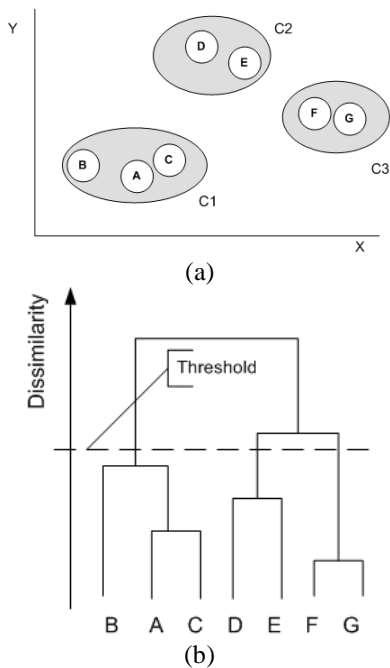 Y
C2
D
E
F
G
B
C
A
C3
C1
X
(a)
Dissimilarity
Threshold
B A C D E F G
(b)